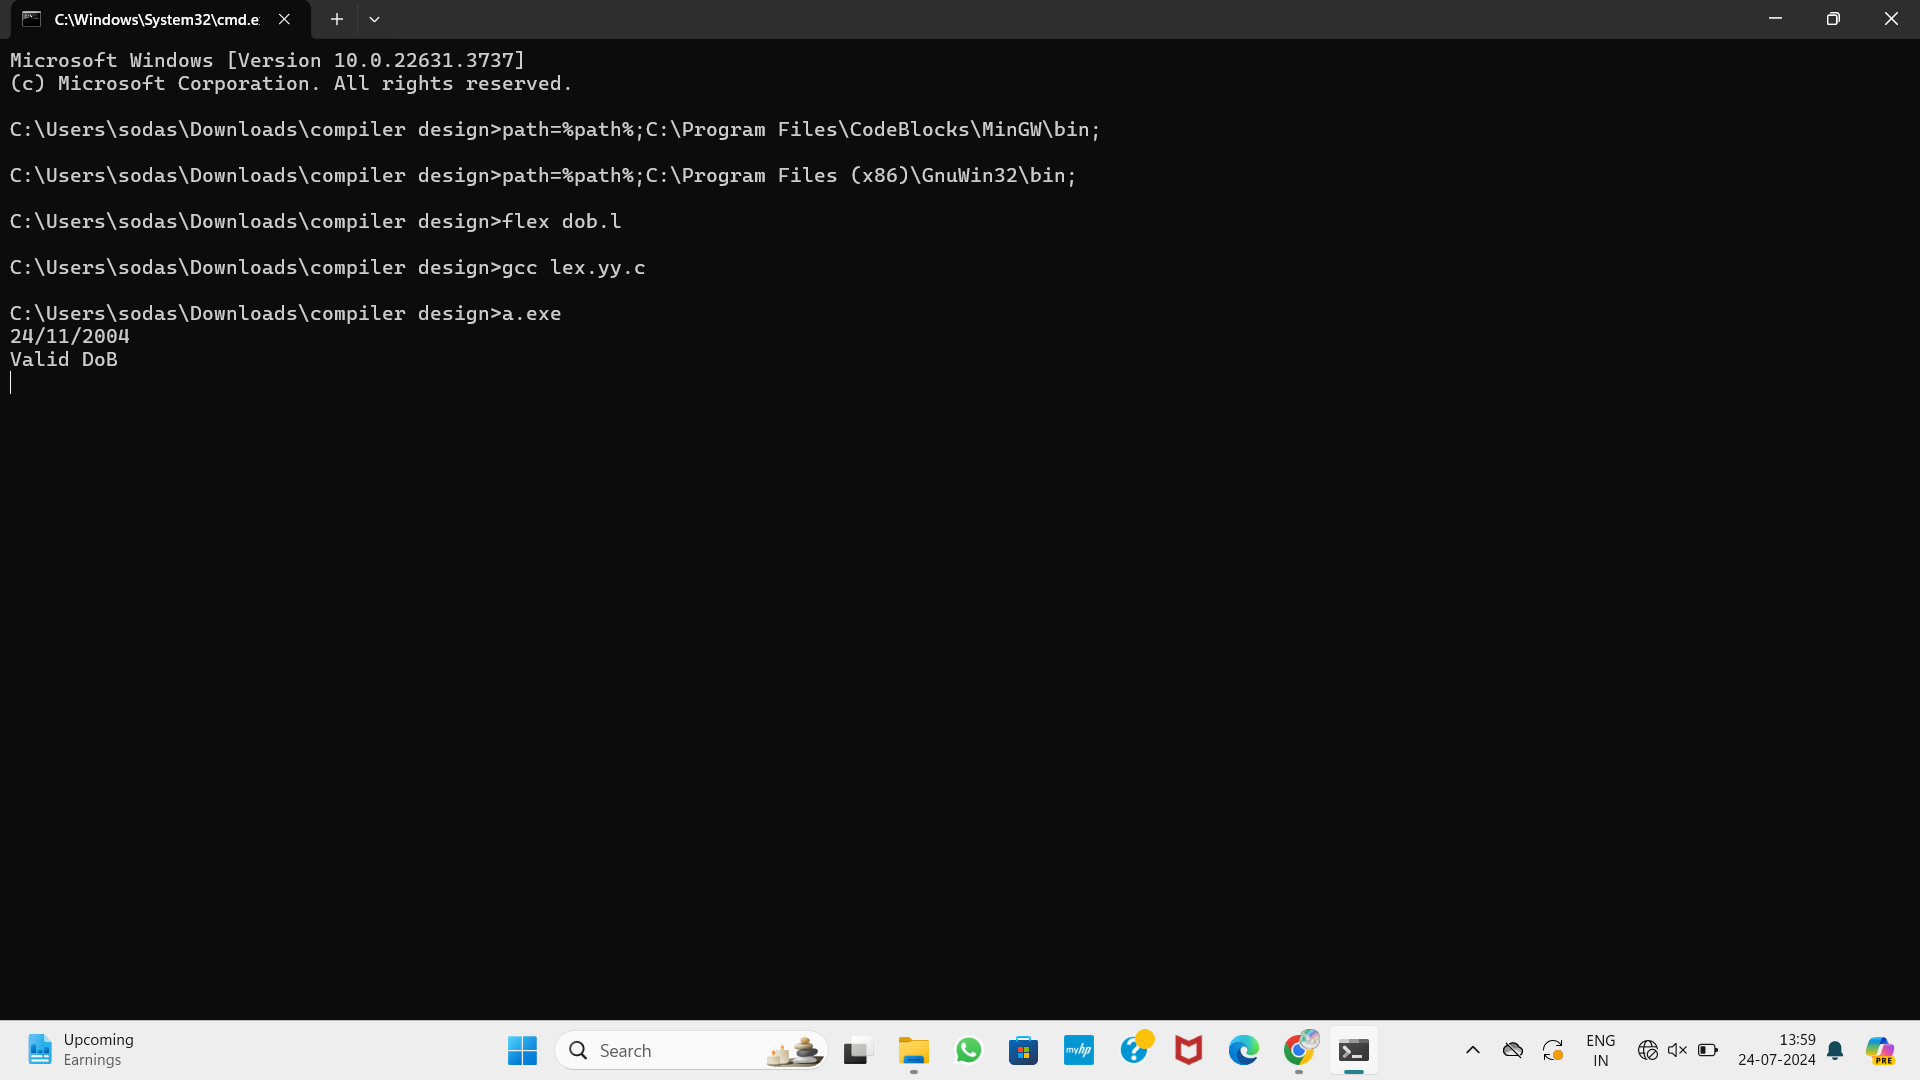 C:\Windows\System32\cmd.e
Microsoft Windows [Version 10.0.22631.3737]
(c) Microsoft Corporation. All rights reserved.
C:\Users\sodas\Downloads\compiler design>path=%path%;C:\Program Files\CodeBlocks\MinGW\bin;
C:\Users\sodas\Downloads\compiler design>path=%path%;C:\Program Files (x86)\GnuWin32\bin;
C:\Users\sodas\Downloads\compiler design>flex dob.l
C:\Users\sodas\Downloads\compiler design>gcc lex.yy.c
C:\Users\sodas\Downloads\compiler design>a.exe
24/11/2004
Valid DoB
Upcoming
Earnings
Search
myhp
ENG
IN
13:59
24-07-2024
PRE